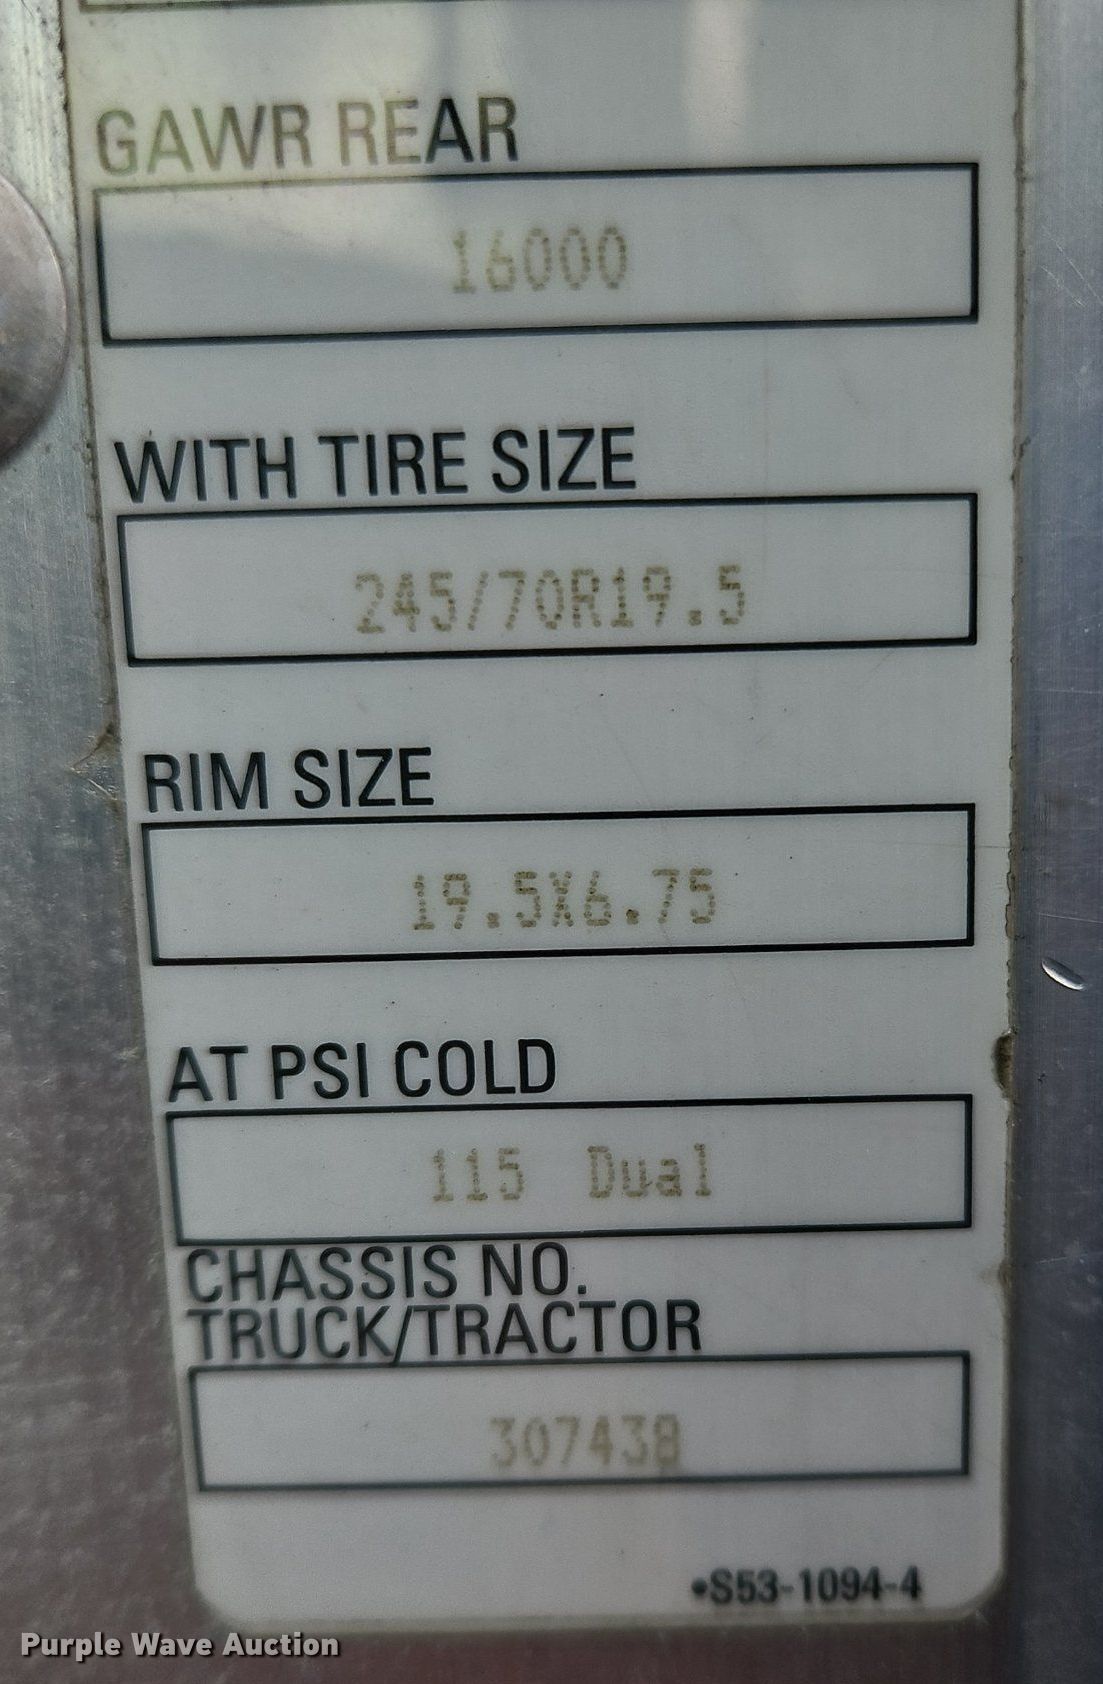 GAWR REAR
16000
WITH TIRE SIZE
245/70R19.5
RIM SIZE
19.5X6.75
AT PSI COLD
115 Dual
CHASSIS NO.
TRUCK/TRACTOR
307438
•S53-1094-4
Purple Wave Auction